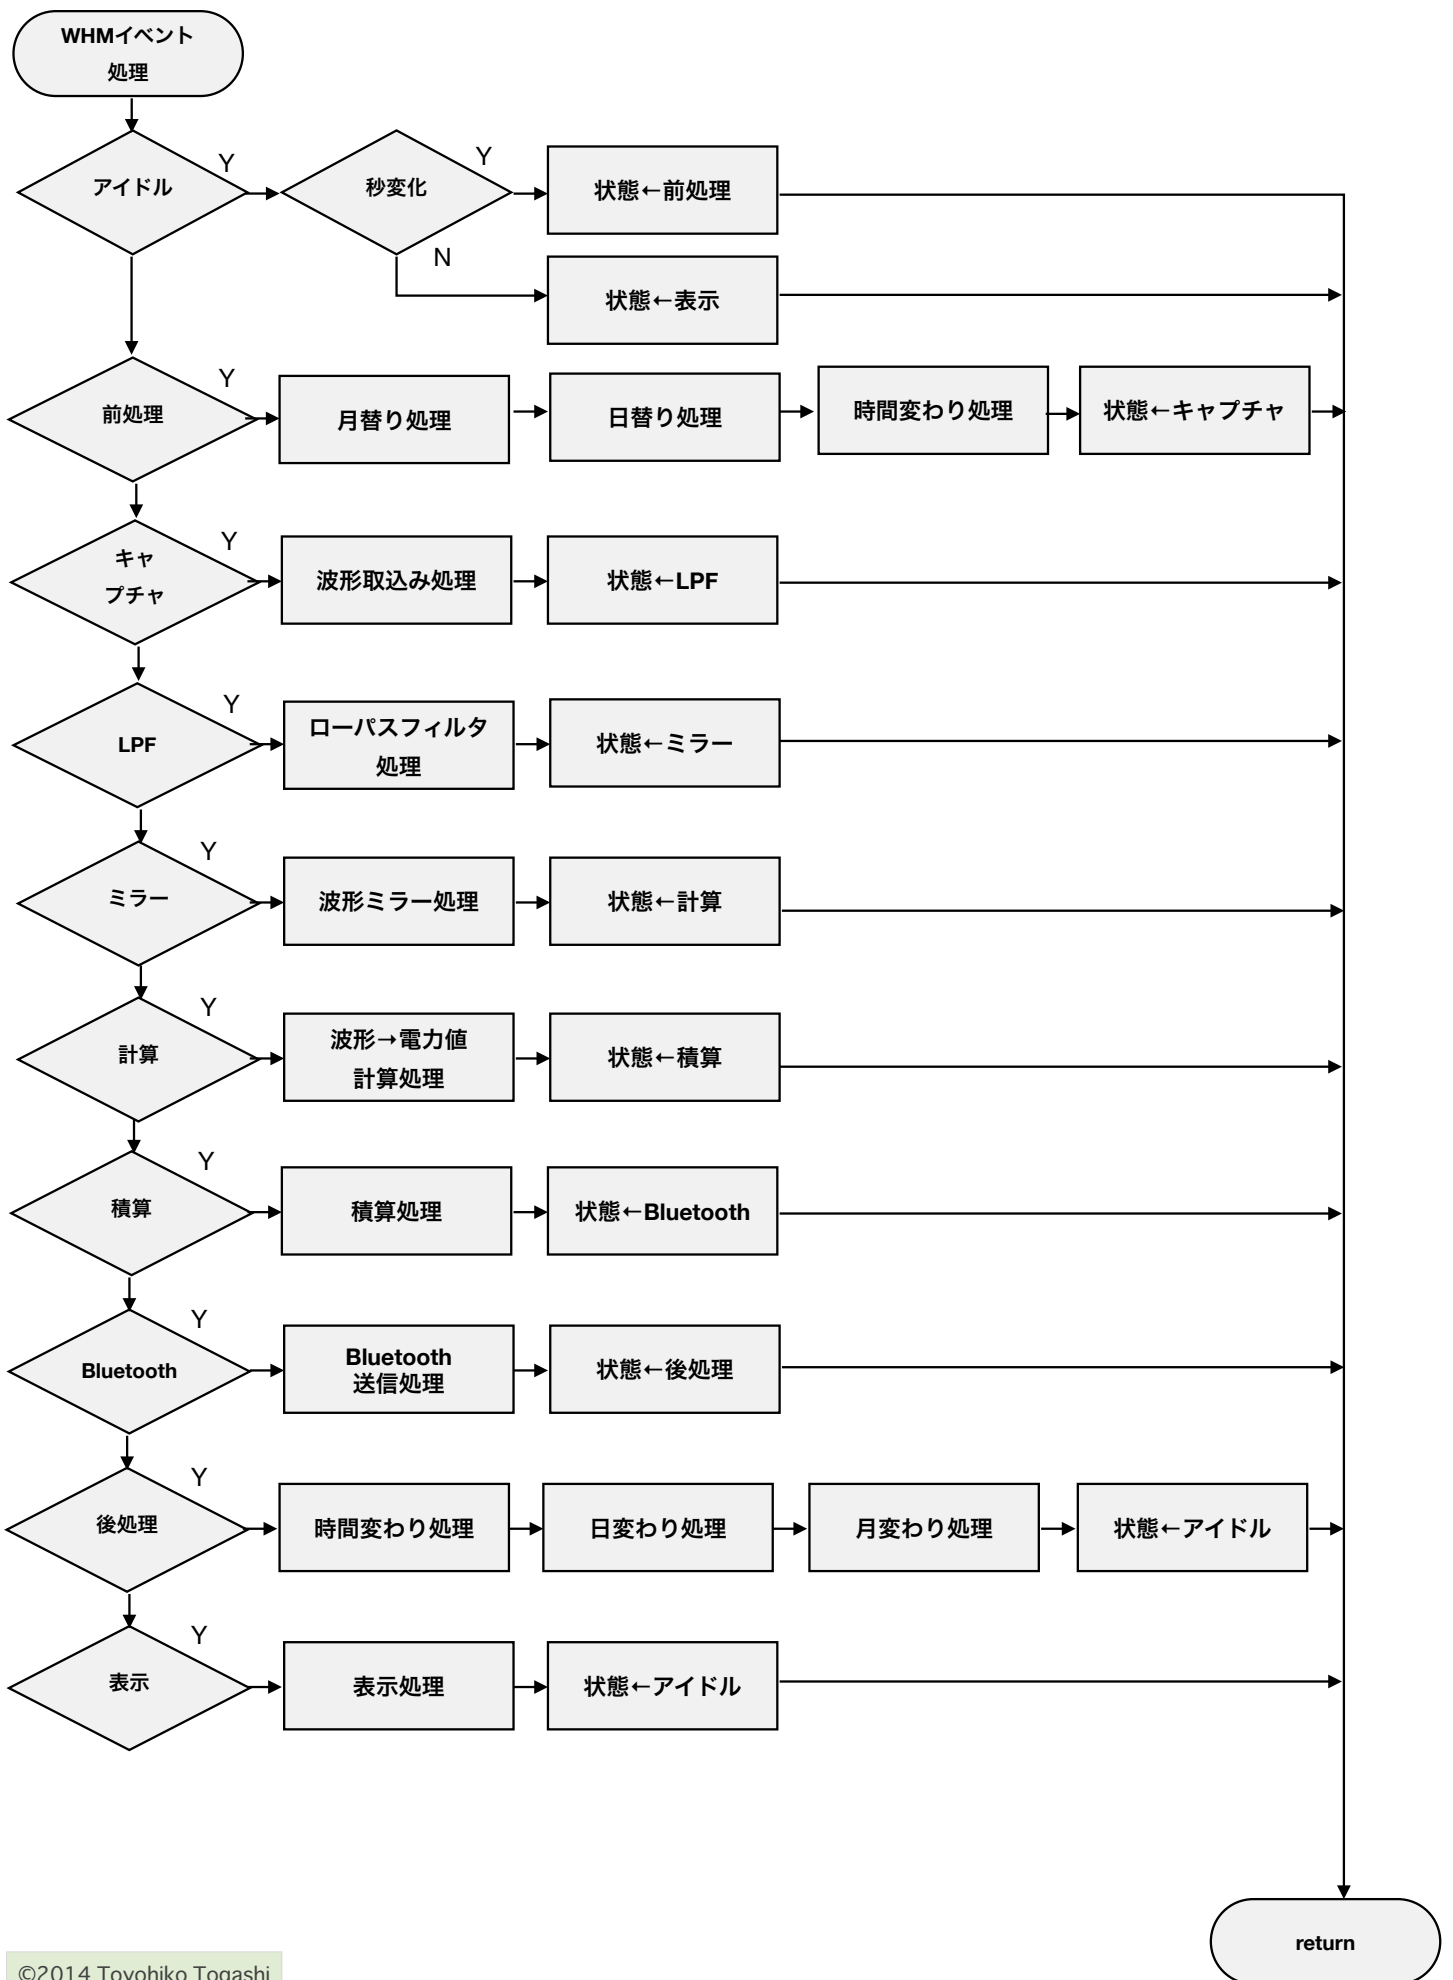 WHMイベント
処理
アイドル
Y
秒変化
Y
状態←前処理
N
状態←表示
前処理
Y
月替り処理
日替り処理
時間変わり処理
状態←キャプチャ
キャ
プチャ
Y
波形取込み処理
状態←LPF
LPF
Y
ローパスフィルタ
処理
状態←ミラー
ミラー
Y
波形ミラー処理
状態←計算
計算
Y
波形→電力値
計算処理
状態←積算
積算
Y
積算処理
状態←Bluetooth
Bluetooth
Y
Bluetooth
送信処理
状態←後処理
後処理
Y
時間変わり処理
日変わり処理
月変わり処理
状態←アイドル
表示
Y
表示処理
状態←アイドル
return
©2014 Toyohiko Togashi